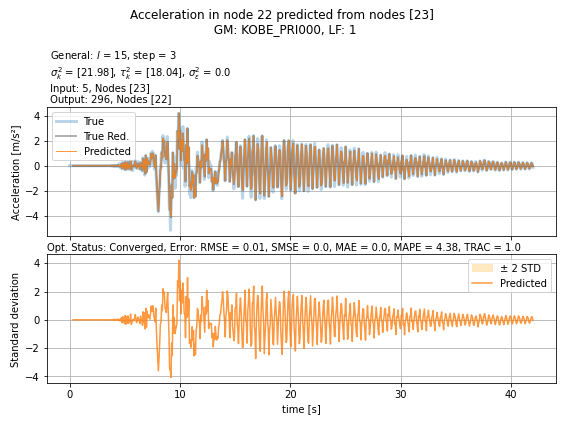 Acceleration in node 22 predicted from nodes [23]
GM: KOBE_PRI000, LF: 1
General: l = 15, step = 3
σ²ₖ = [21.98], τ²ₖ = [18.04], σ²_ε = 0.0
Input: 5, Nodes [23]
Output: 296, Nodes [22]
Acceleration [m/s²]
4
2
0
−2
−4
True
True Red.
Predicted
Opt. Status: Converged, Error: RMSE = 0.01, SMSE = 0.0, MAE = 0.0, MAPE = 4.38, TRAC = 1.0
Standard deviation
4
2
0
−2
−4
± 2 STD
Predicted
0
10
20
30
40
time [s]